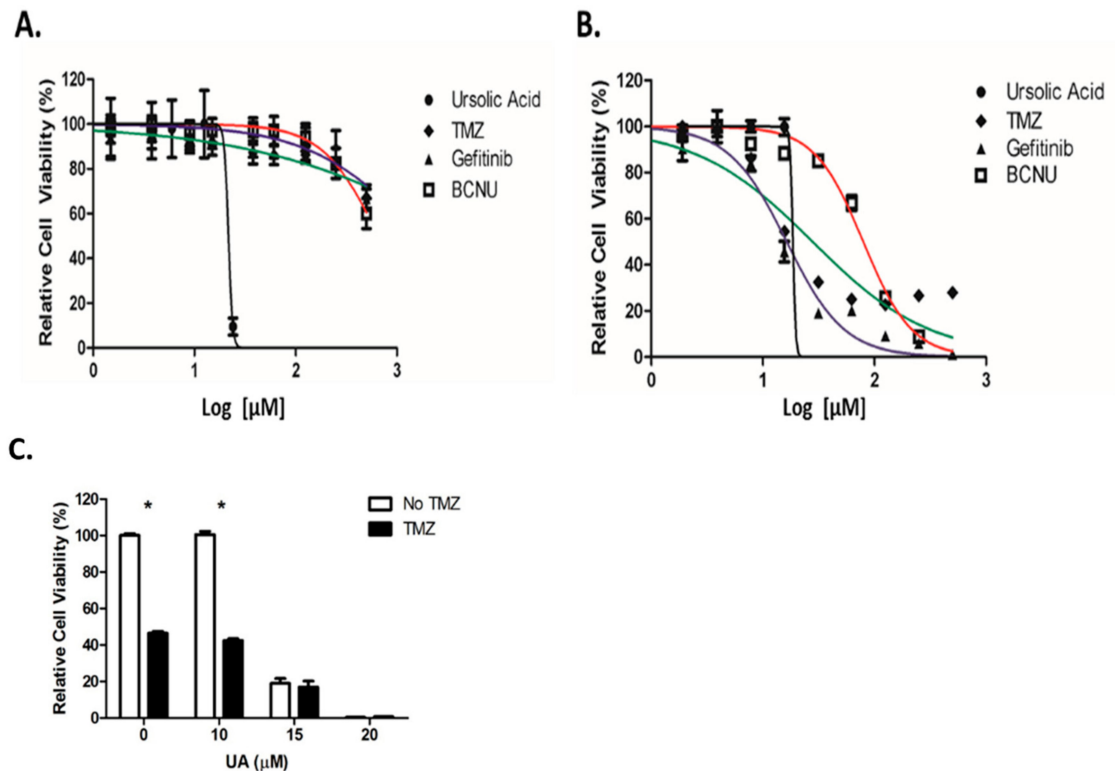 A.
Relative Cell Viability (%)
120
100
80
60
40
20
0
0 1 2 3
Log [µM]
Ursolic Acid
TMZ
Gefitinib
BCNU
B.
Relative Cell Viability (%)
120
100
80
60
40
20
0
0 1 2 3
Log [µM]
Ursolic Acid
TMZ
Gefitinib
BCNU
C.
Relative Cell Viability (%)
120
100
80
60
40
20
0
* *
0 10 15 20
UA (µM)
No TMZ
TMZ